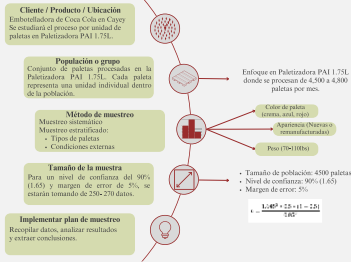 Cliente / Producto / Ubicación
Embotelladora de Coca Cola en Cayey
Se estudiará el proceso por unidad de
paletas en Paletizadora PAI 1.75L.
Población o grupo
Conjunto de paletas procesadas en la
Paletizadora PAI 1.75L. Cada paleta
representa una unidad individual dentro
de la población.
Enfoque en Paletizadora PAI 1.75L
donde se procesan de 4,500 a 4,800
paletas por mes.
Método de muestreo
Muestreo sistemático
Muestreo estratificado:
• Tipos de paletas
• Condiciones externas
Color de paleta
(crema, azul, rojo)
Apariencia (Nuevas o
remanufacturadas)
Peso (70-110lbs)
Tamaño de la muestra
Para un nivel de confianza del 90%
(1.65) y margen de error de 5%, se
estarán tomando de 250-270 datos.
• Tamaño de población: 4500 paletas
• Nivel de confianza: 90% (1.65)
• Margen de error: 5%
Implementar plan de muestreo
Recopilar datos, analizar resultados
y extraer conclusiones.